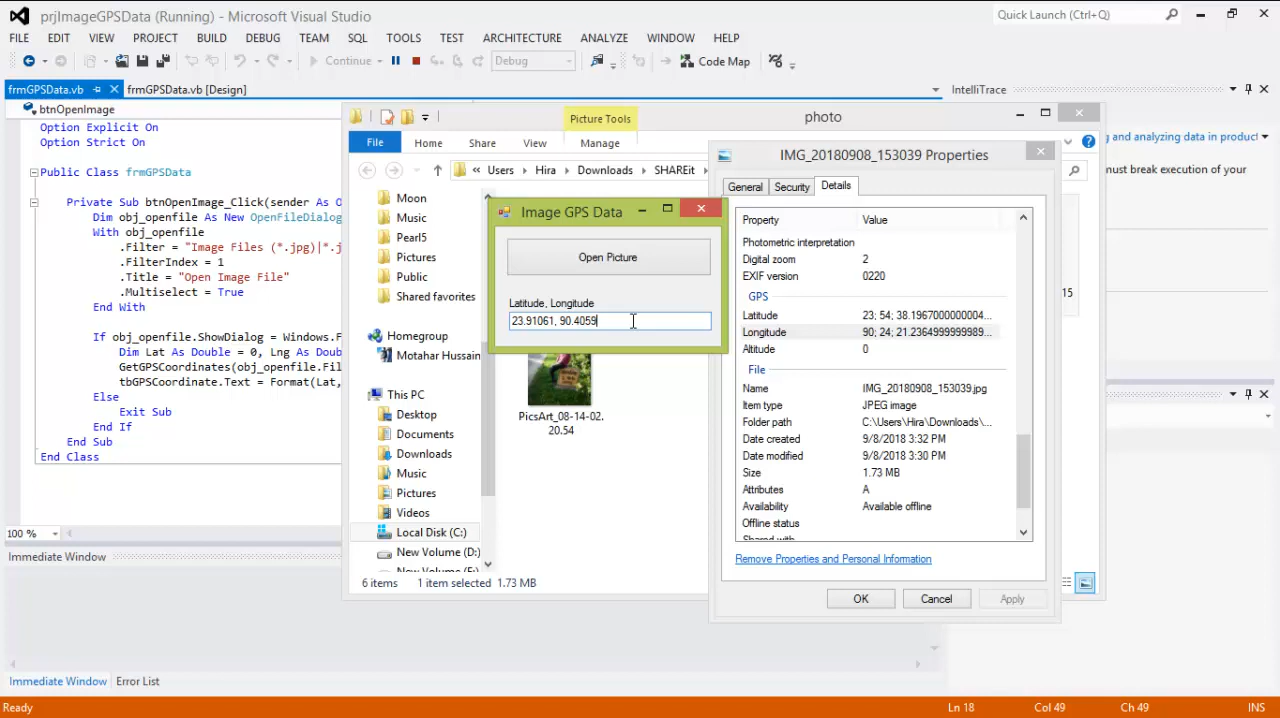 prjImageGPSData (Running) - Microsoft Visual Studio
Quick Launch (Ctrl+Q)
FILE EDIT VIEW PROJECT BUILD DEBUG TEAM SQL TOOLS TEST ARCHITECTURE ANALYZE WINDOW HELP
Continue Debug Code Map
frmGPSData.vb
frmGPSData.vb [Design]
IntelliTrace
btnOpenImage
Option Explicit On
Option Strict On
Public Class frmGPSData
Private Sub btnOpenImage_Click(sender As O
Dim obj_openfile As New OpenFileDialog
With obj_openfile
.Filter = "Image Files (*.jpg)|*.j
.FilterIndex = 1
.Title = "Open Image File"
.Multiselect = True
End With
If obj_openfile.ShowDialog = Windows.F
Dim Lat As Double = 0, Lng As Doubl
GetGPSCoordinates(obj_openfile.Fil
tbGPSCoordinate.Text = Format(Lat,
Else
Exit Sub
End If
End Sub
End Class
100 %
Immediate Window
Picture Tools
photo
File Home Share View Manage
« Users Hira Downloads SHAREit
Moon
Music
Pearl5
Pictures
Public
Shared favorites
Homegroup
Motahar Hussain
This PC
Desktop
Documents
Downloads
Music
Pictures
Videos
Local Disk (C:)
New Volume (D:)
PicsArt_08-14-02.
20.54
6 items 1 item selected 1.73 MB
Image GPS Data
Open Picture
Latitude, Longitude
23.91061, 90.4059
IMG_20180908_153039 Properties
General Security Details
Property Value
Photometric interpretation
Digital zoom 2
EXIF version 0220
GPS
Latitude 23; 54; 38.1967000000004...
Longitude 90; 24; 21.2364999999989...
Altitude 0
File
Name IMG_20180908_153039.jpg
Item type JPEG image
Folder path C:\Users\Hira\Downloads\...
Date created 9/8/2018 3:32 PM
Date modified 9/8/2018 3:30 PM
Size 1.73 MB
Attributes A
Availability Available offline
Offline status
Shared with
Remove Properties and Personal Information
OK Cancel Apply
g and analyzing data in product
must break execution of your
15
Immediate Window Error List
Ready
Ln 18 Col 49 Ch 49 INS